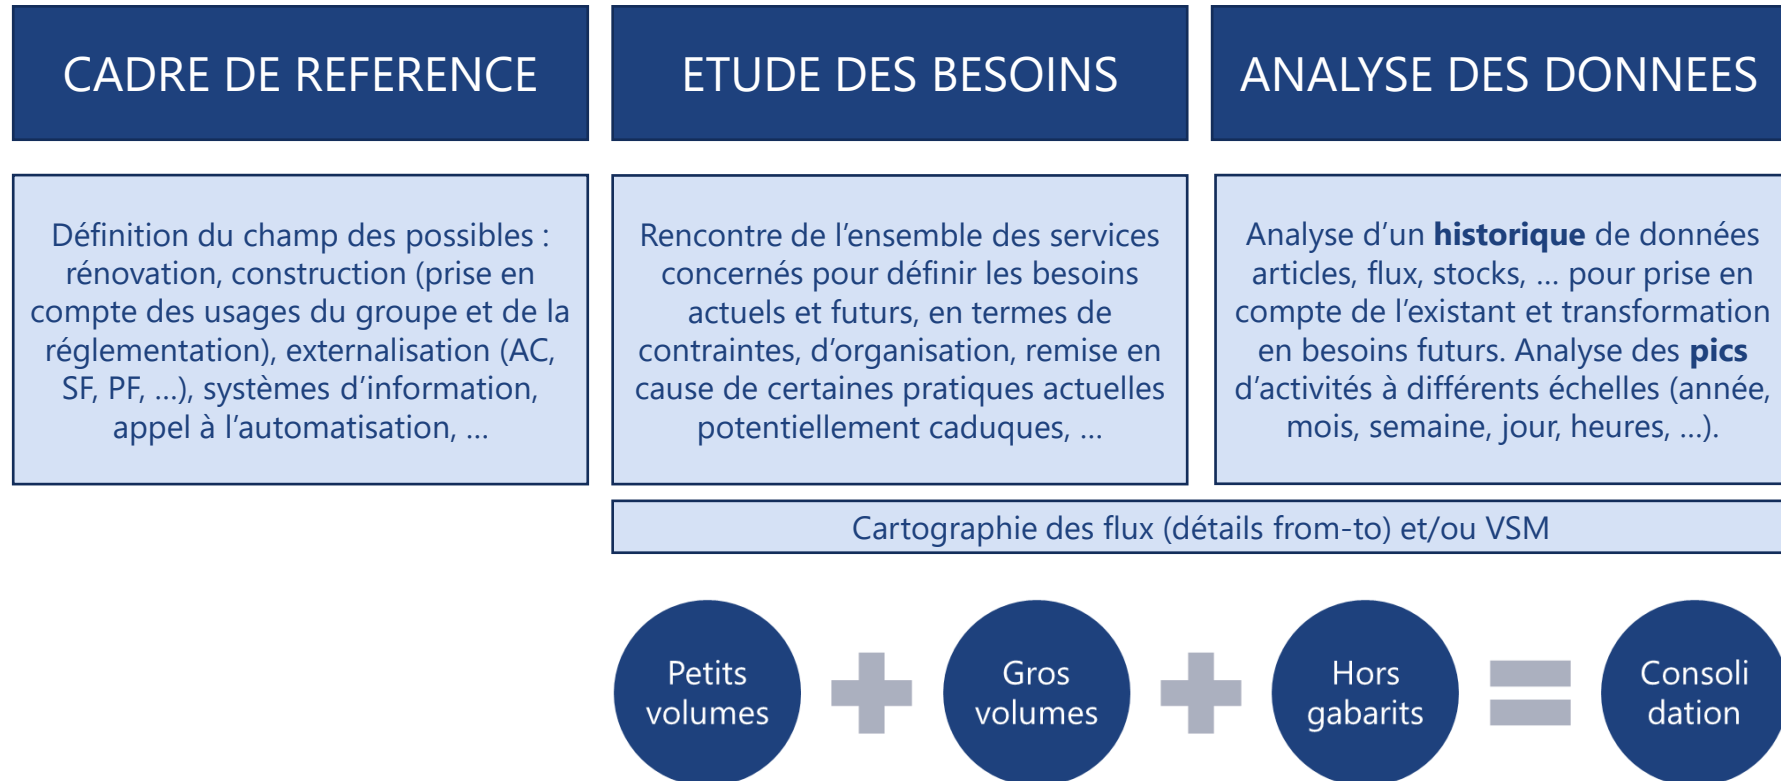 CADRE DE REFERENCE
ETUDE DES BESOINS
ANALYSE DES DONNEES
Définition du champ des possibles :
rénovation, construction (prise en
compte des usages du groupe et de la
réglementation), externalisation (AC,
SF, PF, ...), systèmes d’information,
appel à l’automatisation, ...
Rencontre de l’ensemble des services
concernés pour définir les besoins
actuels et futurs, en termes de
contraintes, d’organisation, remise en
cause de certaines pratiques actuelles
potentiellement caduques, ...
Analyse d’un historique de données
articles, flux, stocks, ... pour prise en
compte de l’existant et transformation
en besoins futurs. Analyse des pics
d’activités à différents échelles (année,
mois, semaine, jour, heures, ...).
Cartographie des flux (détails from-to) et/ou VSM
Petits
volumes
Gros
volumes
Hors
gabarits
Consoli
dation